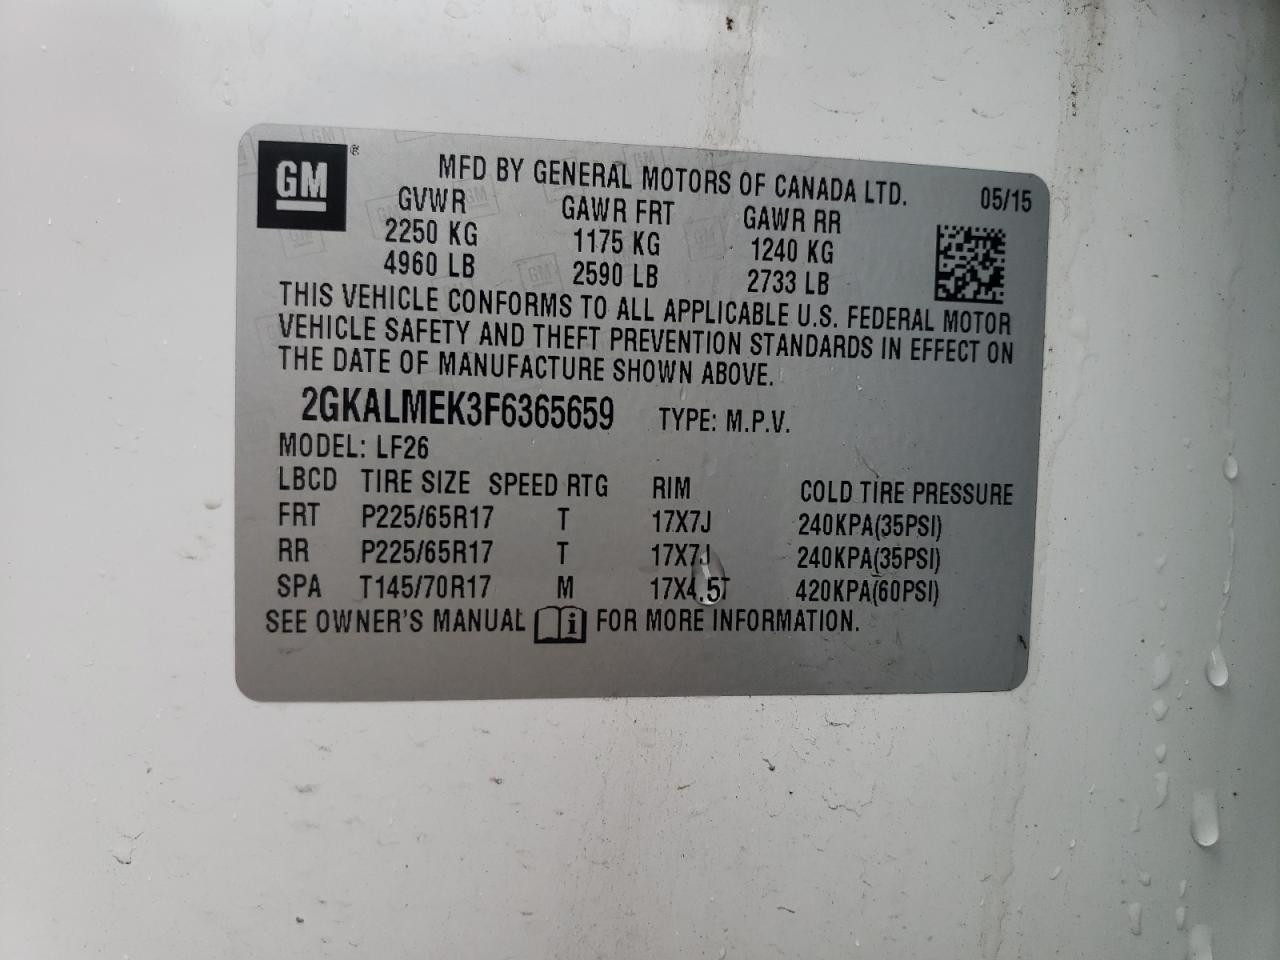 GM ®
MFD BY GENERAL MOTORS OF CANADA LTD. 05/15
GVWR GAWR FRT GAWR RR
2250 KG 1175 KG 1240 KG
4960 LB 2590 LB 2733 LB
THIS VEHICLE CONFORMS TO ALL APPLICABLE U.S. FEDERAL MOTOR
VEHICLE SAFETY AND THEFT PREVENTION STANDARDS IN EFFECT ON
THE DATE OF MANUFACTURE SHOWN ABOVE.
2GKALMEK3F6365659 TYPE: M.P.V.
MODEL: LF26
LBCD TIRE SIZE SPEED RTG RIM COLD TIRE PRESSURE
FRT P225/65R17 T 17X7J 240KPA(35PSI)
RR P225/65R17 T 17X7J 240KPA(35PSI)
SPA T145/70R17 M 17X4.5T 420KPA(60PSI)
SEE OWNER'S MANUAL i FOR MORE INFORMATION.